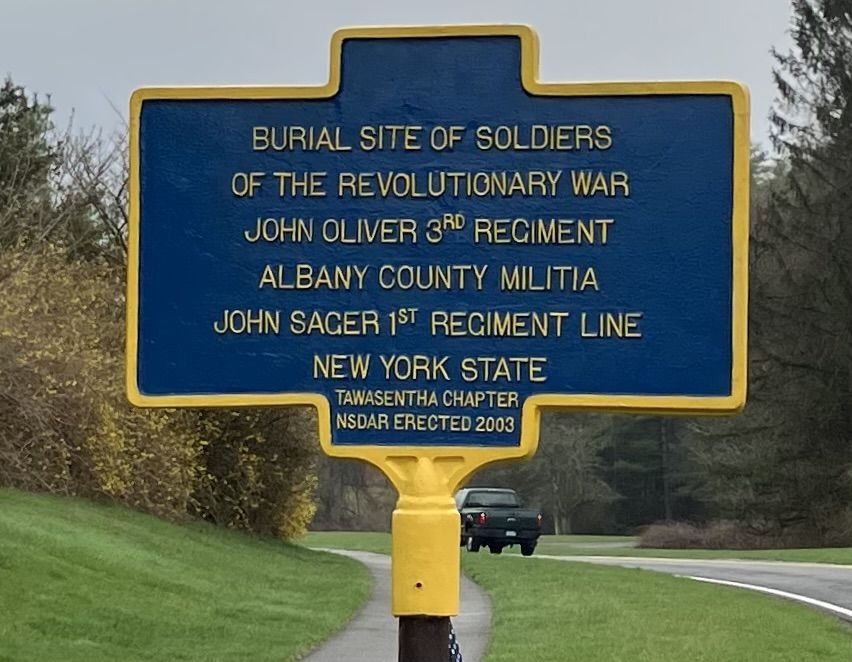 BURIAL SITE OF SOLDIERS
OF THE REVOLUTIONARY WAR
JOHN OLIVER 3RD REGIMENT
ALBANY COUNTY MILITIA
JOHN SAGER 1ST REGIMENT LINE
NEW YORK STATE
TAWASENTHA CHAPTER
NSDAR ERECTED 2003